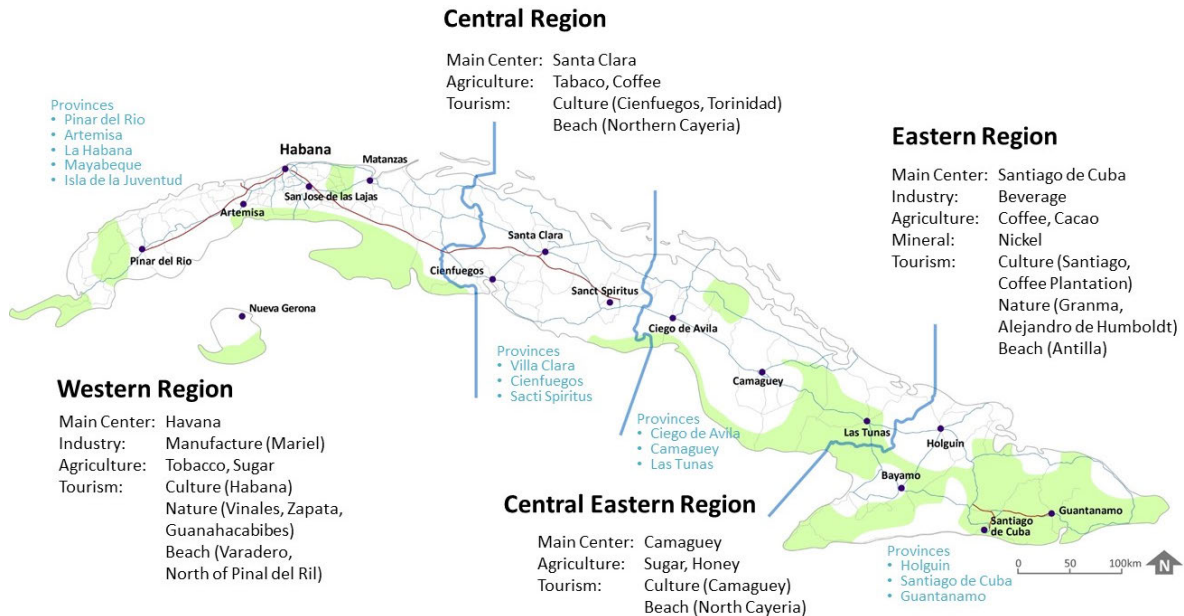 Central Region
Main Center: Santa Clara
Agriculture: Tabaco, Coffee
Tourism: Culture (Cienfuegos, Torinidad)
Beach (Northern Cayeria)
Provinces
• Pinar del Rio
• Artemisa
• La Habana
• Mayabeque
• Isla de la Juventud
Eastern Region
Main Center: Santiago de Cuba
Industry: Beverage
Agriculture: Coffee, Cacao
Mineral: Nickel
Tourism: Culture (Santiago,
Coffee Plantation)
Nature (Granma,
Alejandro de Humboldt)
Beach (Antilla)
Habana
Matanzas
San Jose de las Lajas
Artemisa
Pinar del Rio
Nueva Gerona
Santa Clara
Cienfuegos
Sanct Spiritus
Ciego de Avila
Camaguey
Las Tunas
Holguin
Bayamo
Guantanamo
Santiago
de Cuba
Provinces
• Villa Clara
• Cienfuegos
• Sacti Spiritus
Western Region
Main Center: Havana
Industry: Manufacture (Mariel)
Agriculture: Tobacco, Sugar
Tourism: Culture (Habana)
Nature (Vinales, Zapata,
Guanahacabibes)
Beach (Varadero,
North of Pinal del Ril)
Provinces
• Ciego de Avila
• Camaguey
• Las Tunas
Central Eastern Region
Main Center: Camaguey
Agriculture: Sugar, Honey
Tourism: Culture (Camaguey)
Beach (North Cayeria)
Provinces
• Holguin
• Santiago de Cuba
• Guantanamo
0 50 100km
N